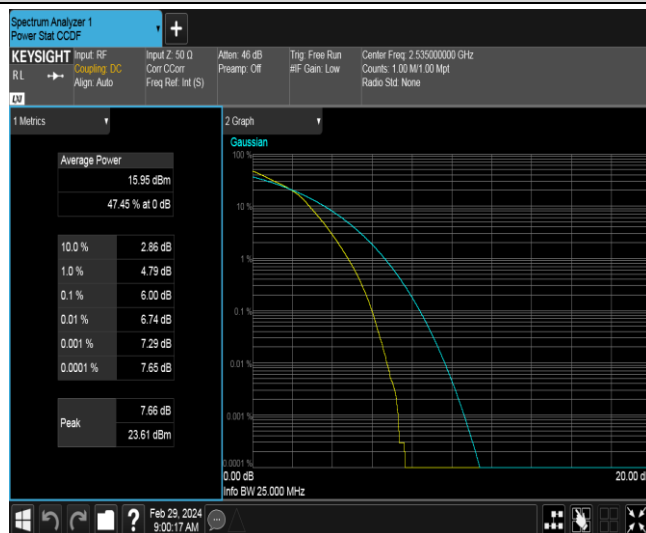 Spectrum Analyzer 1
Power Stat CCDF
KEYSIGHT
RL
LXI
Input: RF
Coupling: DC
Align: Auto
Input Z: 50 Ω
Corr CCorr
Freq Ref: Int (S)
Atten: 46 dB
Preamp: Off
Trig: Free Run
#IF Gain: Low
Center Freq: 2.535000000 GHz
Counts: 1.00 M/1.00 Mpt
Radio Std: None
1 Metrics
Average Power
15.95 dBm
47.45 % at 0 dB
10.0 % 2.86 dB
1.0 % 4.79 dB
0.1 % 6.00 dB
0.01 % 6.74 dB
0.001 % 7.29 dB
0.0001 % 7.65 dB
Peak
7.66 dB
23.61 dBm
2 Graph
Gaussian
100 %
10 %
1 %
0.1 %
0.01 %
0.001 %
0.0001 %
0.00 dB
20.00 d
Info BW 25.000 MHz
Feb 29, 2024
9:00:17 AM